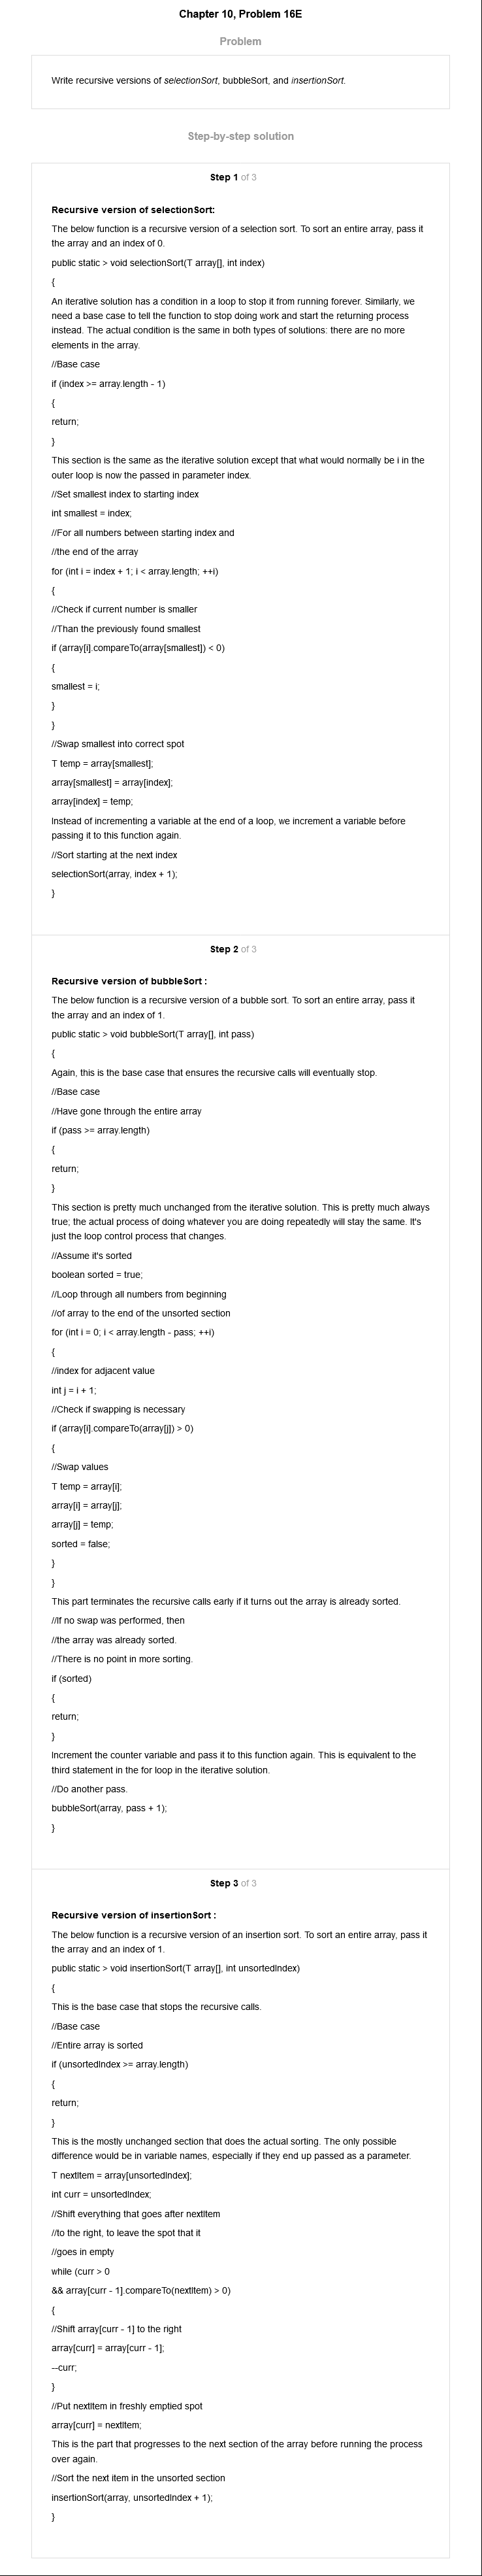 Chapter 10, Problem 16E
Problem
Write recursive versions of selectionSort, bubbleSort, and insertionSort.
Step-by-step solution
Step 1 of 3
Recursive version of selectionSort:
The below function is a recursive version of a selection sort. To sort an entire array, pass it
the array and an index of 0.
public static > void selectionSort(T array[], int index)
{
An iterative solution has a condition in a loop to stop it from running forever. Similarly, we
need a base case to tell the function to stop doing work and start the returning process
instead. The actual condition is the same in both types of solutions: there are no more
elements in the array.
//Base case
if (index >= array.length - 1)
{
return;
}
This section is the same as the iterative solution except that what would normally be i in the
outer loop is now the passed in parameter index.
//Set smallest index to starting index
int smallest = index;
//For all numbers between starting index and
//the end of the array
for (int i = index + 1; i < array.length; ++i)
{
//Check if current number is smaller
//Than the previously found smallest
if (array[i].compareTo(array[smallest]) < 0)
{
smallest = i;
}
}
//Swap smallest into correct spot
T temp = array[smallest];
array[smallest] = array[index];
array[index] = temp;
Instead of incrementing a variable at the end of a loop, we increment a variable before
passing it to this function again.
//Sort starting at the next index
selectionSort(array, index + 1);
}
Step 2 of 3
Recursive version of bubbleSort :
The below function is a recursive version of a bubble sort. To sort an entire array, pass it
the array and an index of 1.
public static > void bubbleSort(T array[], int pass)
{
Again, this is the base case that ensures the recursive calls will eventually stop.
//Base case
//Have gone through the entire array
if (pass >= array.length)
{
return;
}
This section is pretty much unchanged from the iterative solution. This is pretty much always
true; the actual process of doing whatever you are doing repeatedly will stay the same. It's
just the loop control process that changes.
//Assume it's sorted
boolean sorted = true;
//Loop through all numbers from beginning
//of array to the end of the unsorted section
for (int i = 0; i < array.length - pass; ++i)
{
//index for adjacent value
int j = i + 1;
//Check if swapping is necessary
if (array[i].compareTo(array[j]) > 0)
{
//Swap values
T temp = array[i];
array[i] = array[j];
array[j] = temp;
sorted = false;
}
}
This part terminates the recursive calls early if it turns out the array is already sorted.
//If no swap was performed, then
//the array was already sorted.
//There is no point in more sorting.
if (sorted)
{
return;
}
Increment the counter variable and pass it to this function again. This is equivalent to the
third statement in the for loop in the iterative solution.
//Do another pass.
bubbleSort(array, pass + 1);
}
Step 3 of 3
Recursive version of insertionSort :
The below function is a recursive version of an insertion sort. To sort an entire array, pass it
the array and an index of 1.
public static > void insertionSort(T array[], int unsortedIndex)
{
This is the base case that stops the recursive calls.
//Base case
//Entire array is sorted
if (unsortedIndex >= array.length)
{
return;
}
This is the mostly unchanged section that does the actual sorting. The only possible
difference would be in variable names, especially if they end up passed as a parameter.
T nextItem = array[unsortedIndex];
int curr = unsortedIndex;
//Shift everything that goes after nextItem
//to the right, to leave the spot that it
//goes in empty
while (curr > 0
&& array[curr - 1].compareTo(nextItem) > 0)
{
//Shift array[curr - 1] to the right
array[curr] = array[curr - 1];
--curr;
}
//Put nextItem in freshly emptied spot
array[curr] = nextItem;
This is the part that progresses to the next section of the array before running the process
over again.
//Sort the next item in the unsorted section
insertionSort(array, unsortedIndex + 1);
}